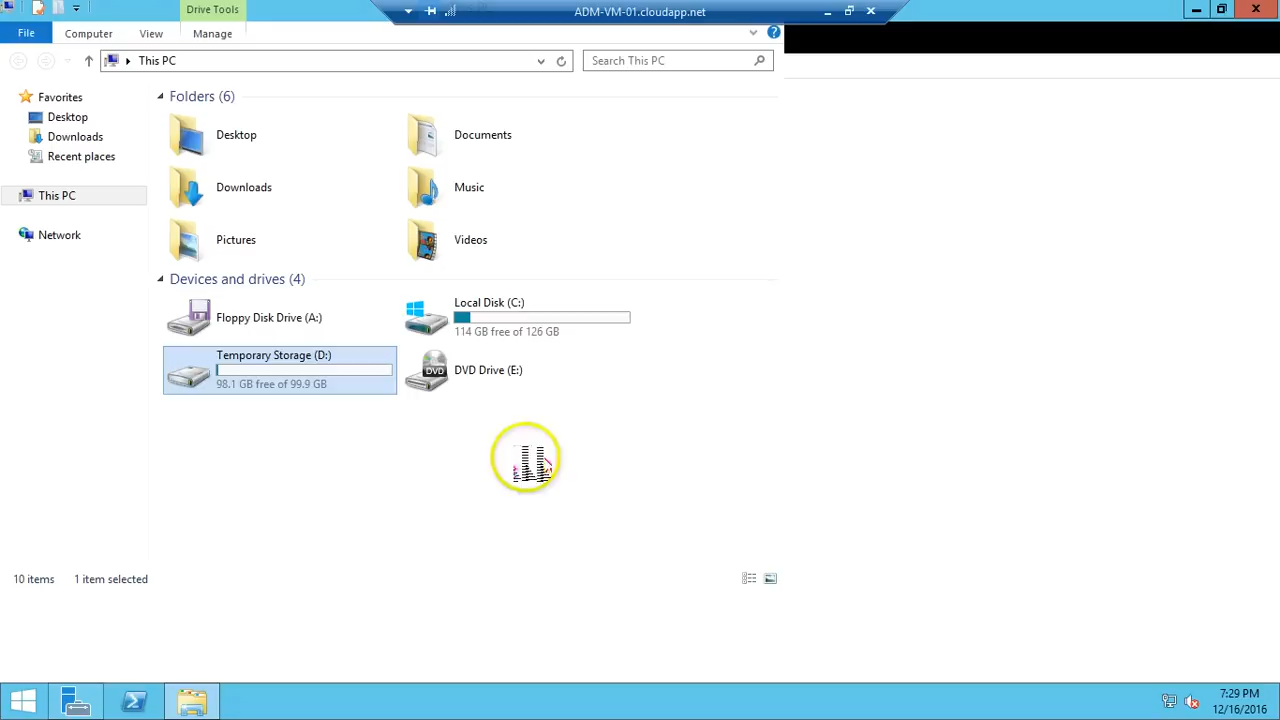 Drive Tools
ADM-VM-01.cloudapp.net
File
Computer
View
Manage
This PC
Search This PC
Favorites
Desktop
Downloads
Recent places
This PC
Network
Folders (6)
Desktop
Documents
Downloads
Music
Pictures
Videos
Devices and drives (4)
Floppy Disk Drive (A:)
Local Disk (C:)
114 GB free of 126 GB
Temporary Storage (D:)
98.1 GB free of 99.9 GB
DVD
DVD Drive (E:)
10 items
1 item selected
7:29 PM
12/16/2016